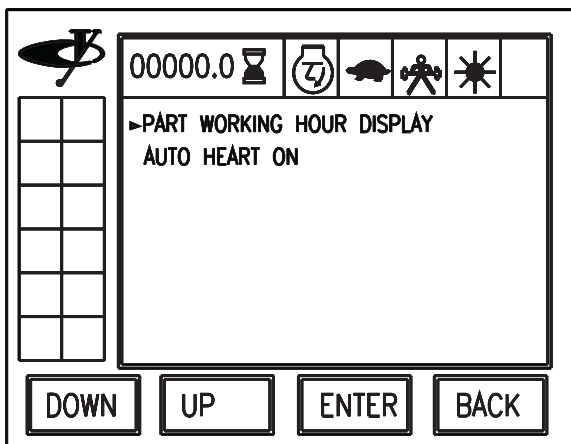 00000.0
►PART WORKING HOUR DISPLAY
AUTO HEART ON
DOWN UP ENTER BACK